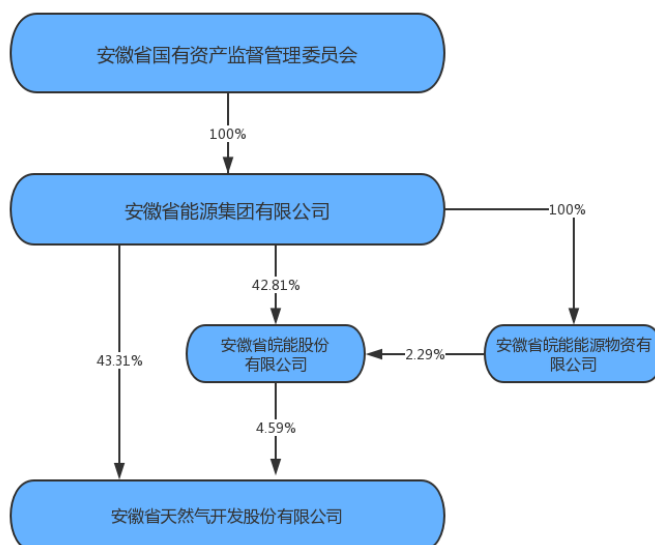 安徽省国有资产监督管理委员会
100%
安徽省能源集团有限公司
100%
42.81%
安徽省皖能股份
有限公司
2.29%
安徽省皖能能源物资有
限公司
43.31%
4.59%
安徽省天然气开发股份有限公司